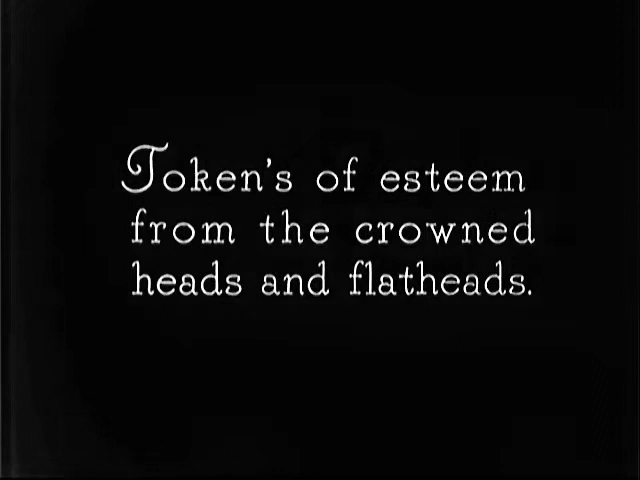 Token's of esteem
from the crowned
heads and flatheads.